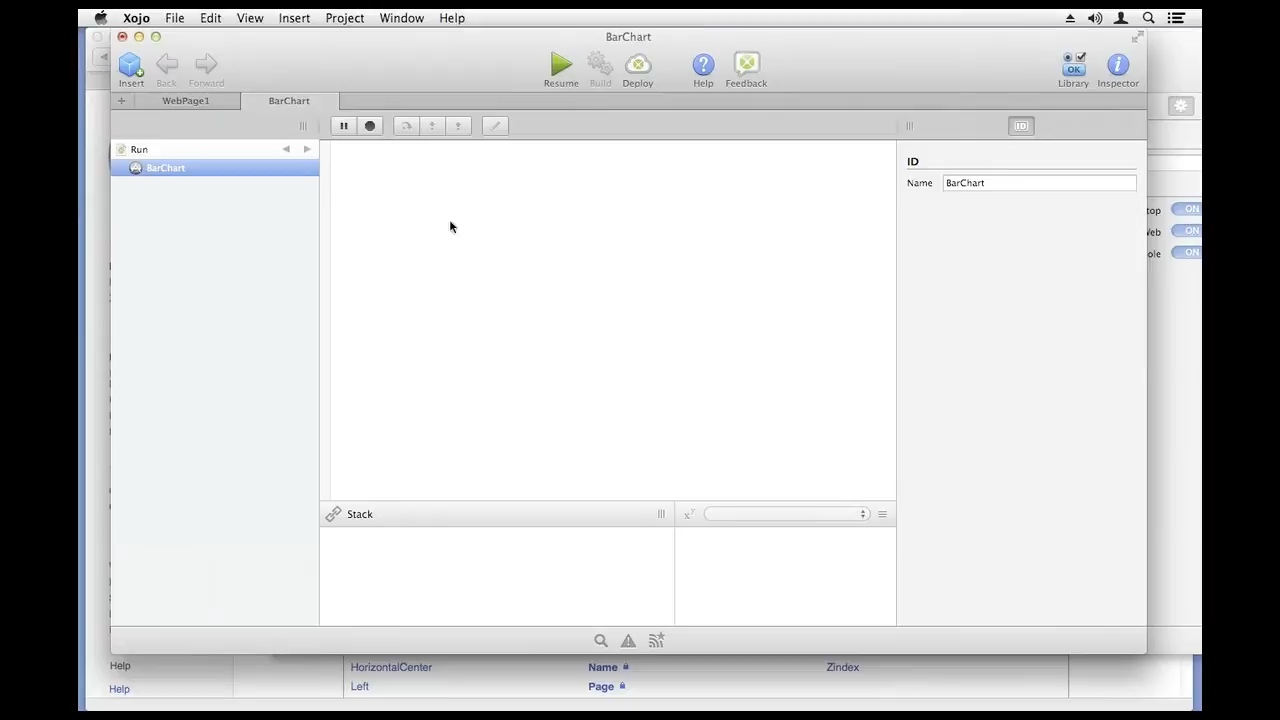 Xojo File Edit View Insert Project Window Help
BarChart
Insert Back Forward Resume Build Deploy Help Feedback Library Inspector
OK
WebPage1 BarChart
ID
Run
BarChart
ID
Name BarChart
top ON
Web ON
ole ON
Stack
Help
Help
HorizontalCenter Name Zindex
Left Page